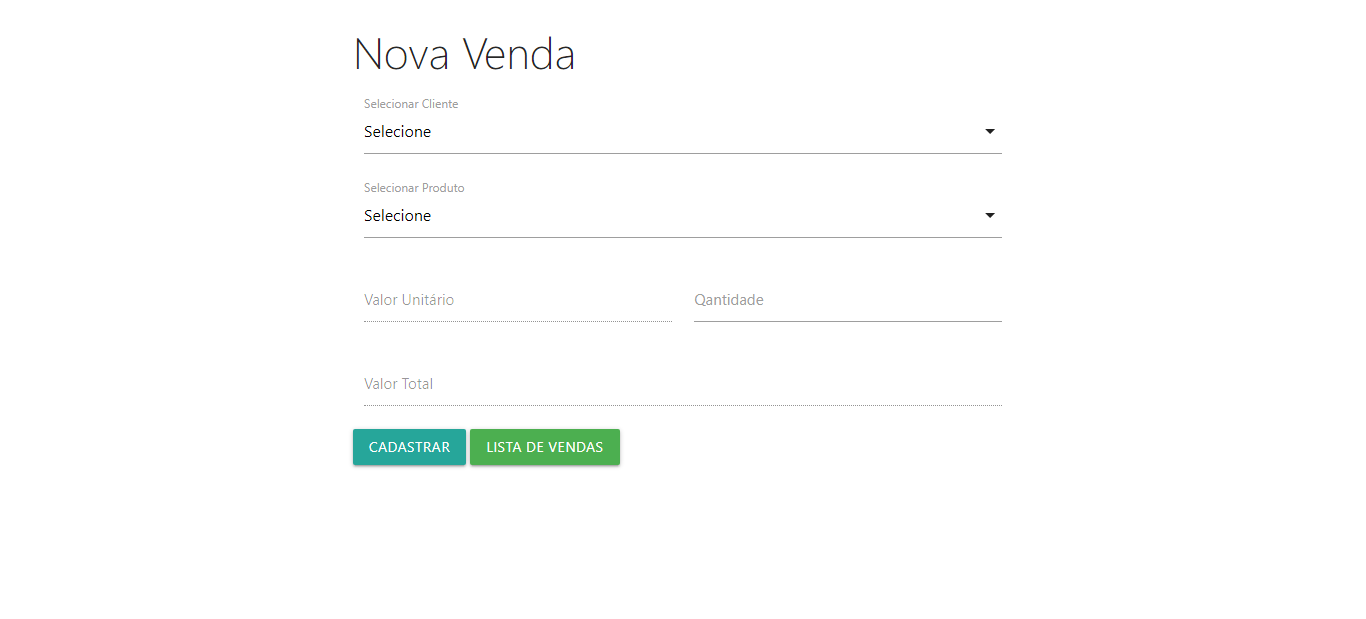 Nova Venda
Selecionar Cliente
Selecione
Selecionar Produto
Selecione
Valor Unitário Qantidade
Valor Total
CADASTRAR LISTA DE VENDAS